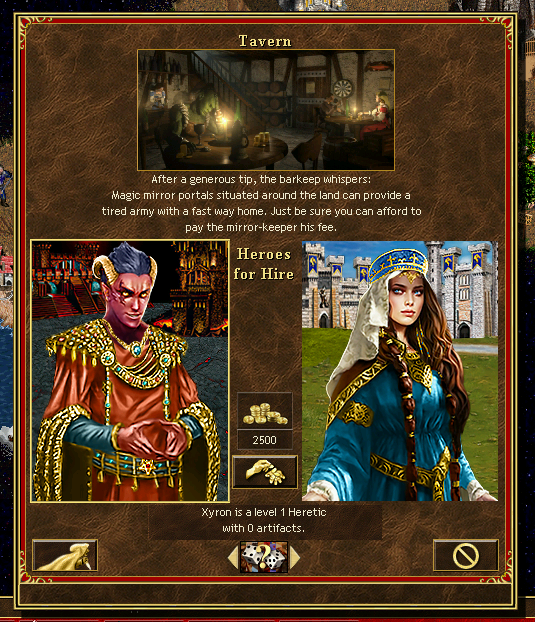 Tavern
After a generous tip, the barkeep whispers:
Magic mirror portals situated around the land can provide a
tired army with a fast way home. Just be sure you can afford to
pay the mirror-keeper his fee.
Heroes
for Hire
2500
Xyron is a level 1 Heretic
with 0 artifacts.
?